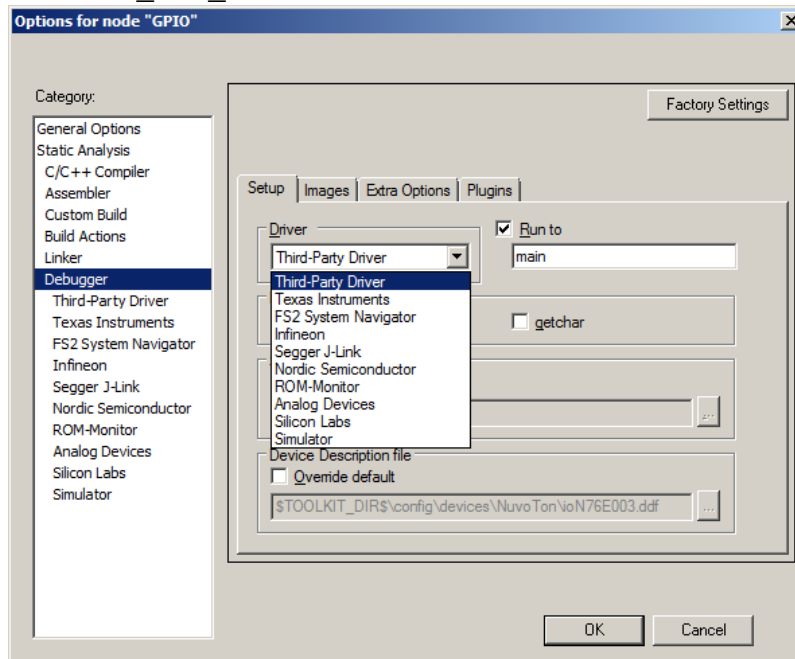 Options for node "GPIO"
Category:
Factory Settings
General Options
Static Analysis
C/C++ Compiler
Assembler
Custom Build
Build Actions
Linker
Debugger
Third-Party Driver
Texas Instruments
FS2 System Navigator
Infineon
Segger J-Link
Nordic Semiconductor
ROM-Monitor
Analog Devices
Silicon Labs
Simulator
Setup Images Extra Options Plugins
Driver
Run to
Third-Party Driver
main
Third-Party Driver
Texas Instruments
FS2 System Navigator
Infineon
Segger J-Link
Nordic Semiconductor
ROM-Monitor
Analog Devices
Silicon Labs
Simulator
getchar
...
Device Description file
Override default
$TOOLKIT_DIR$\config\devices\NuvoTon\ioN76E003.ddf
...
OK Cancel